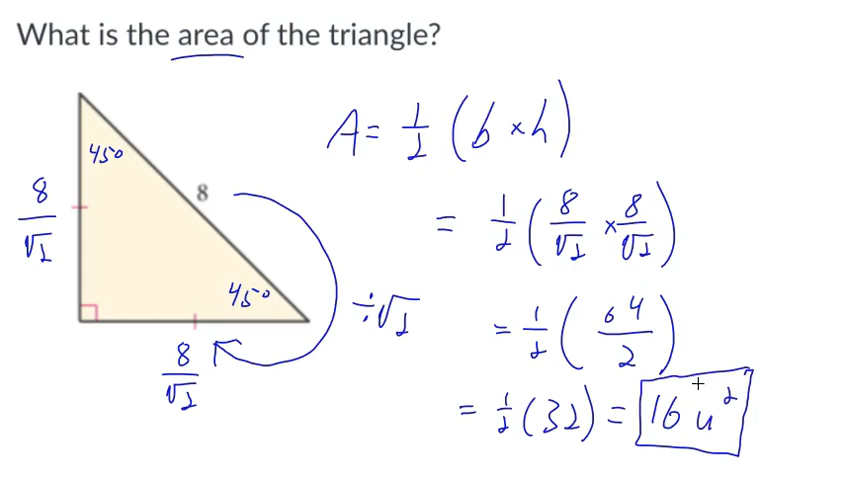 What is the area of the triangle?
A = 1/2 (b × h)
45°
8
8/√2
= 1/2 (8/√2 × 8/√2)
45°
÷√2
= 1/2 (64/2)
8/√2
= 1/2 (32) = 16 u²